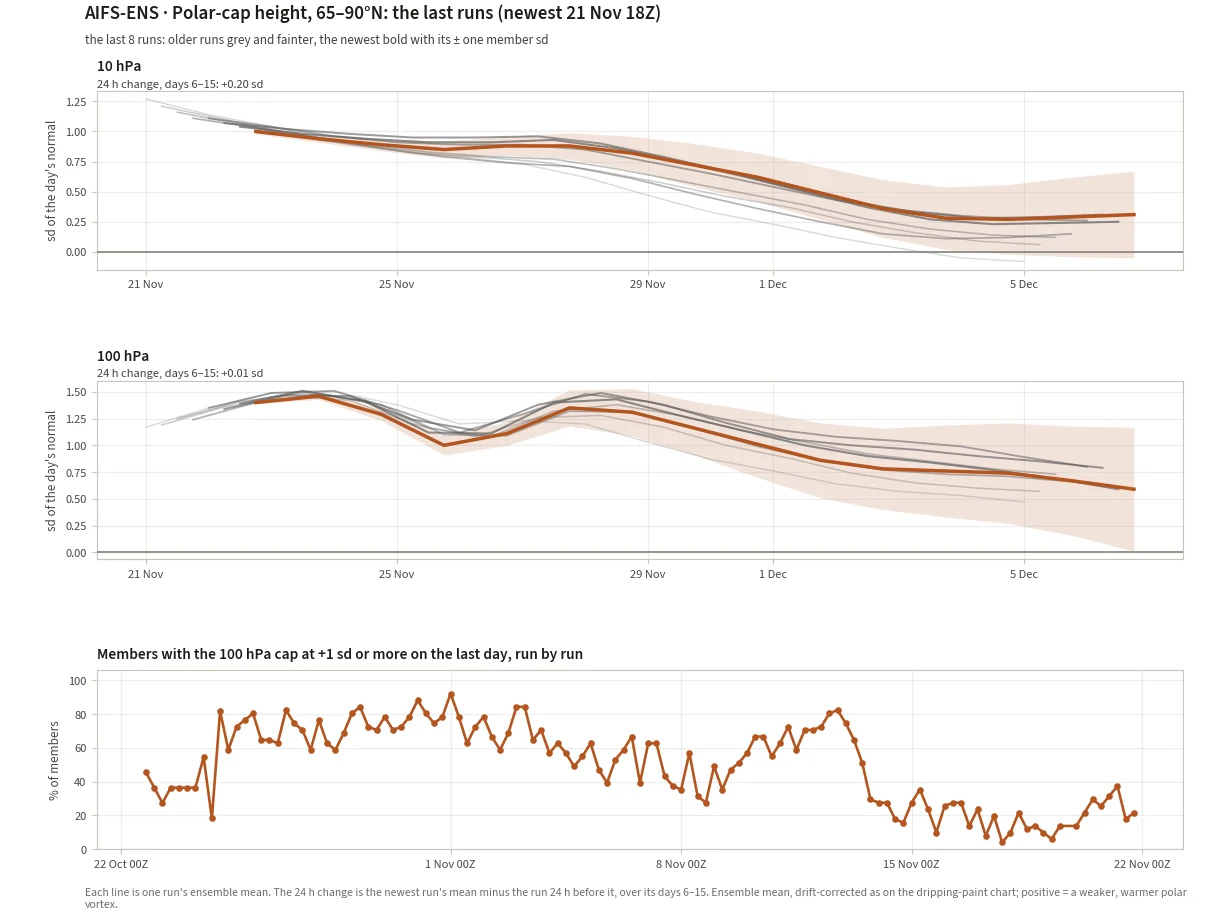 AIFS-ENS · Polar-cap height, 65–90°N: the last runs (newest 21 Nov 18Z)
the last 8 runs: older runs grey and fainter, the newest bold with its ± one member sd
10 hPa
24 h change, days 6–15: +0.20 sd
sd of the day's normal
1.25
1.00
0.75
0.50
0.25
0.00
21 Nov
25 Nov
29 Nov
1 Dec
5 Dec
100 hPa
24 h change, days 6–15: +0.01 sd
sd of the day's normal
1.50
1.25
1.00
0.75
0.50
0.25
0.00
21 Nov
25 Nov
29 Nov
1 Dec
5 Dec
Members with the 100 hPa cap at +1 sd or more on the last day, run by run
% of members
100
80
60
40
20
0
22 Oct 00Z
1 Nov 00Z
8 Nov 00Z
15 Nov 00Z
22 Nov 00Z
Each line is one run's ensemble mean. The 24 h change is the newest run's mean minus the run 24 h before it, over its days 6–15. Ensemble mean, drift-corrected as on the dripping-paint chart; positive = a weaker, warmer polar
vortex.